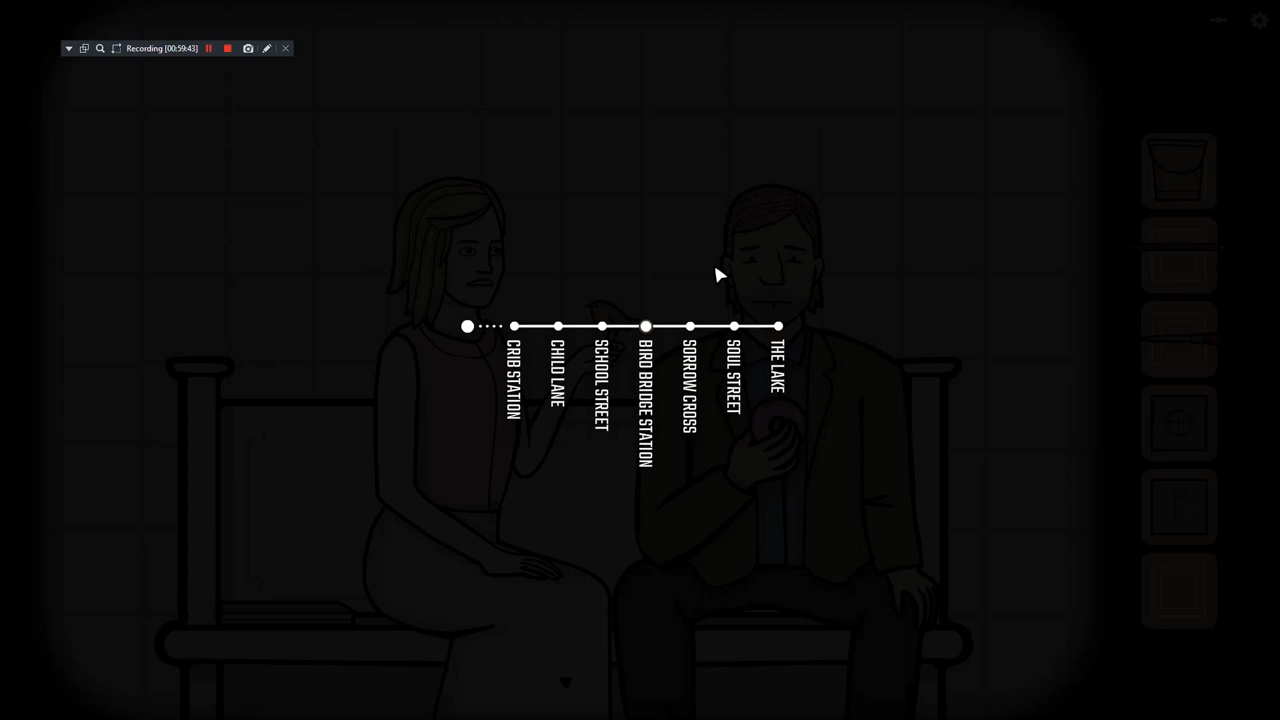 Recording [00:59:43]
CRIB STATION
CHILD LANE
SCHOOL STREET
BIRD BRIDGE STATION
SORROW CROSS
SOUL STREET
THE LAKE